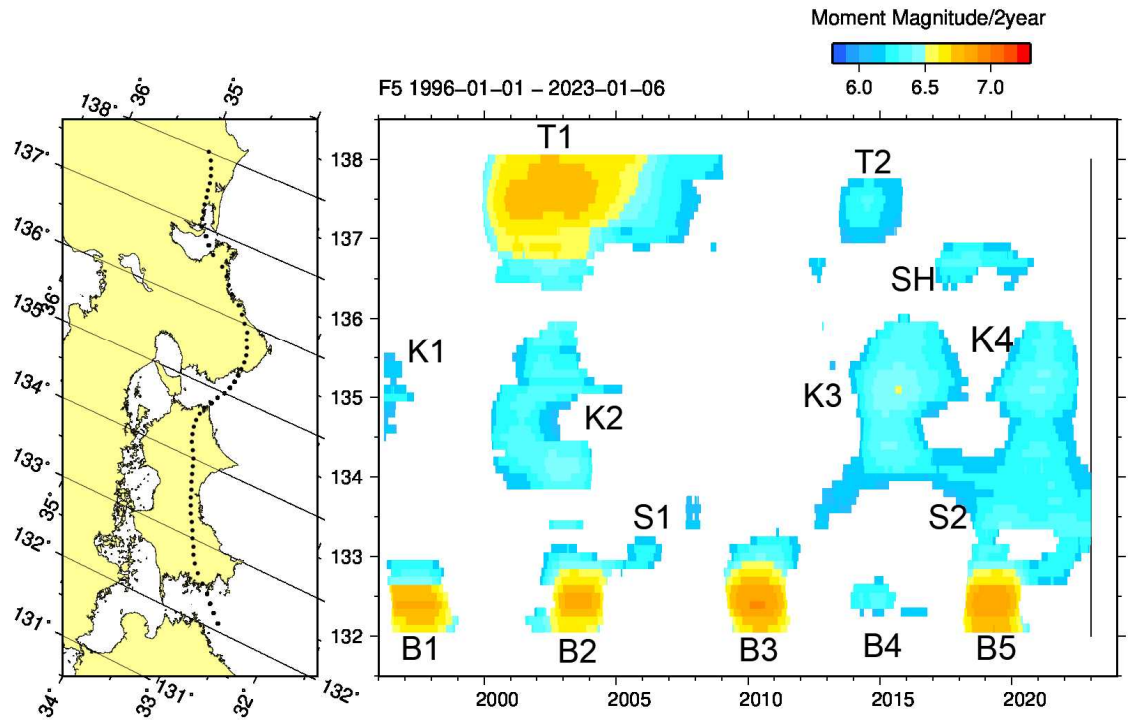 Moment Magnitude/2year
6.0 6.5 7.0
F5 1996-01-01 - 2023-01-06
36° 35°
138°
137°
136°
36°
135°
134°
133°
35°
132°
131°
34° 33° 131° 32° 132°
138
137
136
135
134
133
132
T1
T2
SH
K1
K4
K3
K2
S1
S2
B1 B2 B3 B4 B5
2000 2005 2010 2015 2020